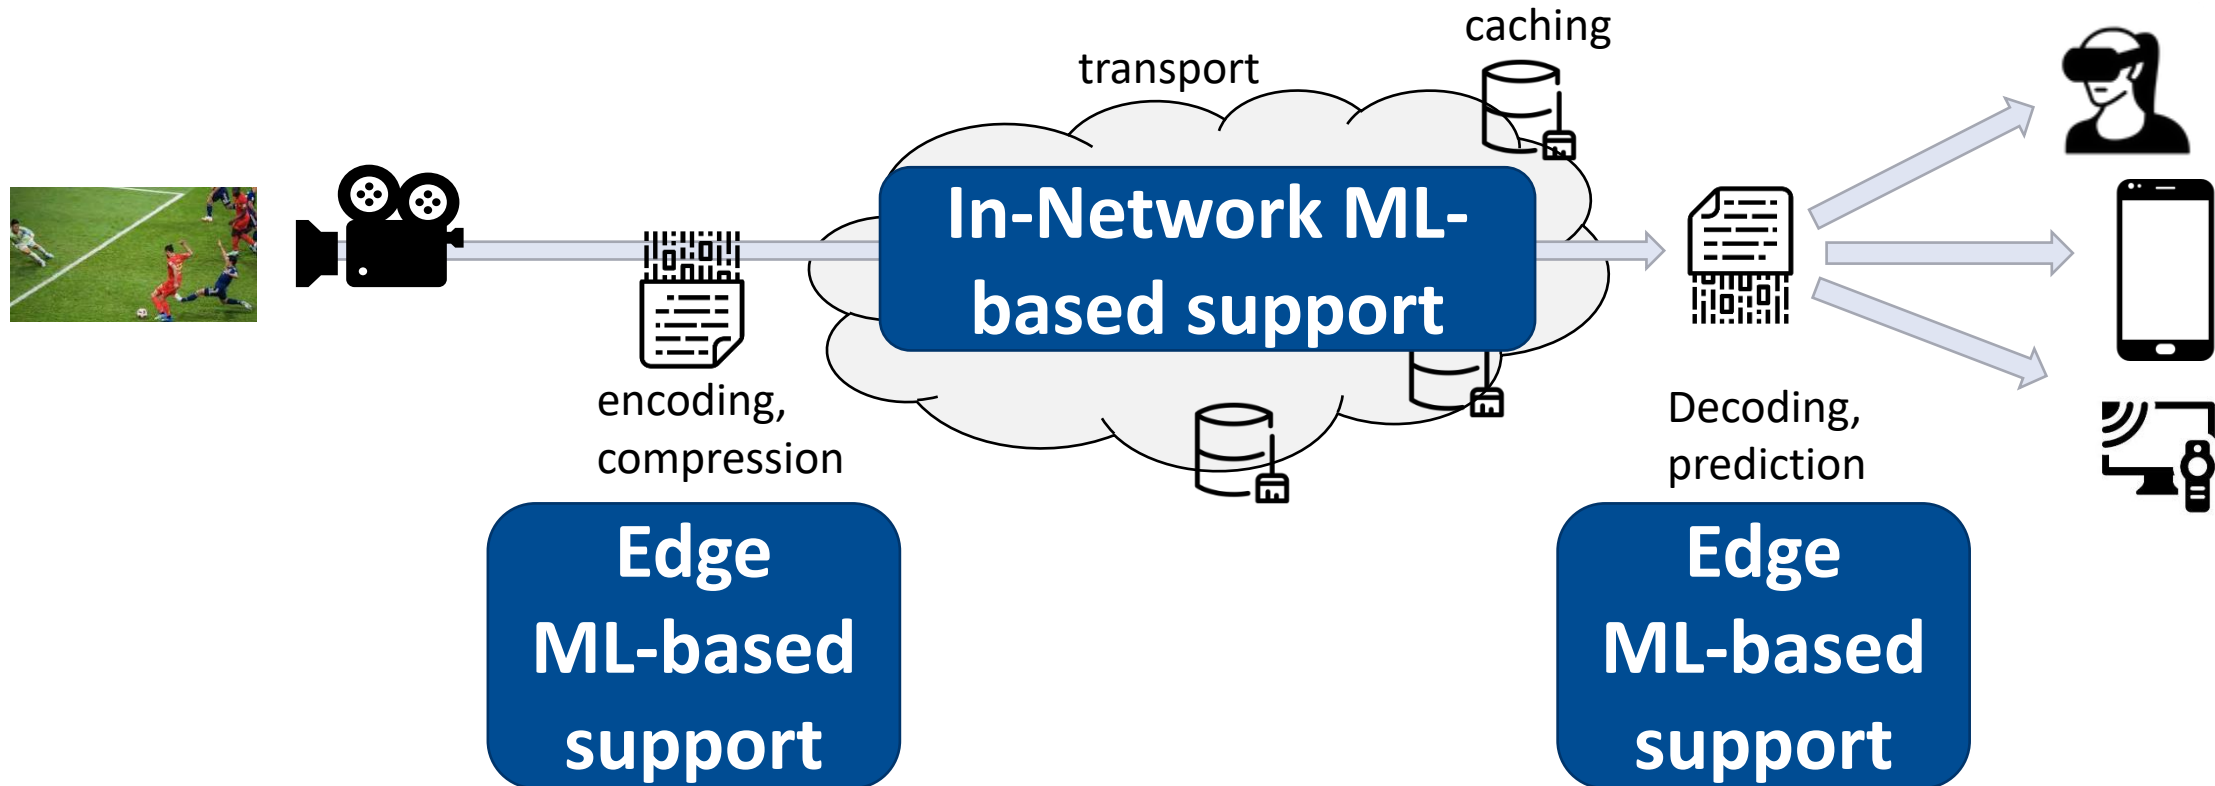 caching
transport
In-Network ML-
based support
encoding,
compression
Decoding,
prediction
Edge
ML-based
support
Edge
ML-based
support